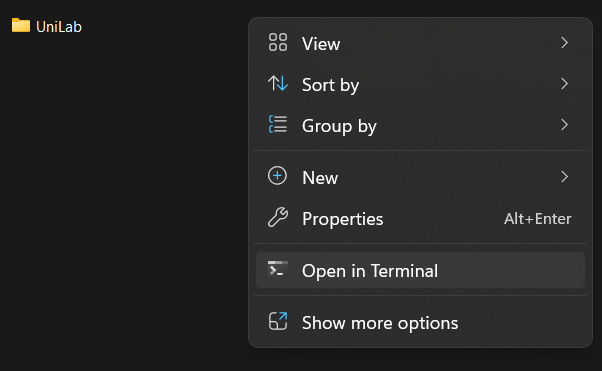 UniLab
View
Sort by
Group by
New
Properties Alt+Enter
Open in Terminal
Show more options